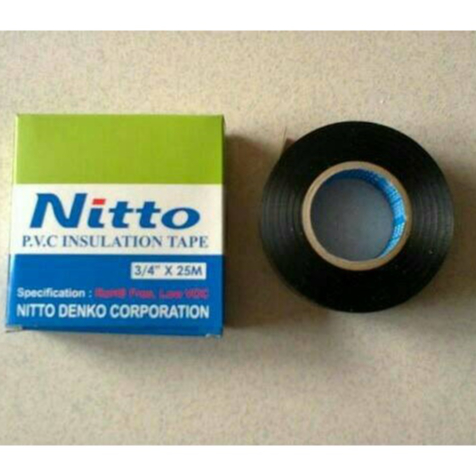 Nitto
P.V.C INSULATION TAPE
3/4" X 25M
Specification : RoHS Free, Low VOC
NITTO DENKO CORPORATION